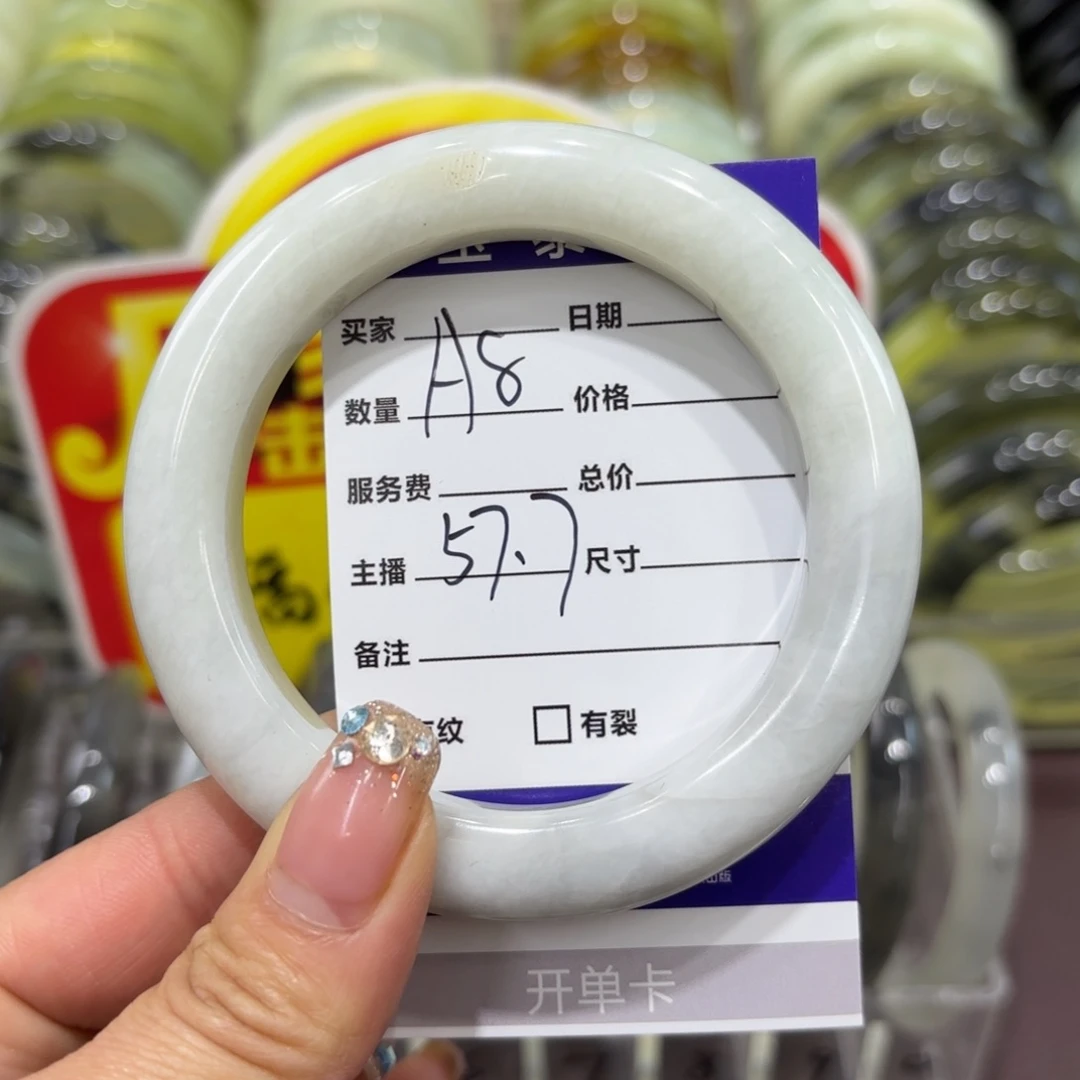 买家 A8 日期
数量 价格
服务费 总价
主播 57.7 尺寸
备注
纹 有裂
开单卡